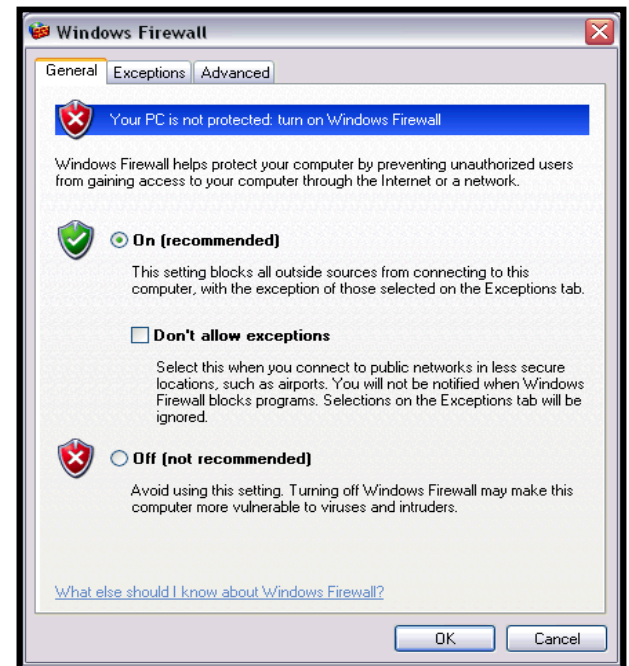 Windows Firewall
General Exceptions Advanced
Your PC is not protected: turn on Windows Firewall
Windows Firewall helps protect your computer by preventing unauthorized users
from gaining access to your computer through the Internet or a network.
On (recommended)
This setting blocks all outside sources from connecting to this
computer, with the exception of those selected on the Exceptions tab.
Don't allow exceptions
Select this when you connect to public networks in less secure
locations, such as airports. You will not be notified when Windows
Firewall blocks programs. Selections on the Exceptions tab will be
ignored.
Off (not recommended)
Avoid using this setting. Turning off Windows Firewall may make this
computer more vulnerable to viruses and intruders.
What else should I know about Windows Firewall?
OK Cancel